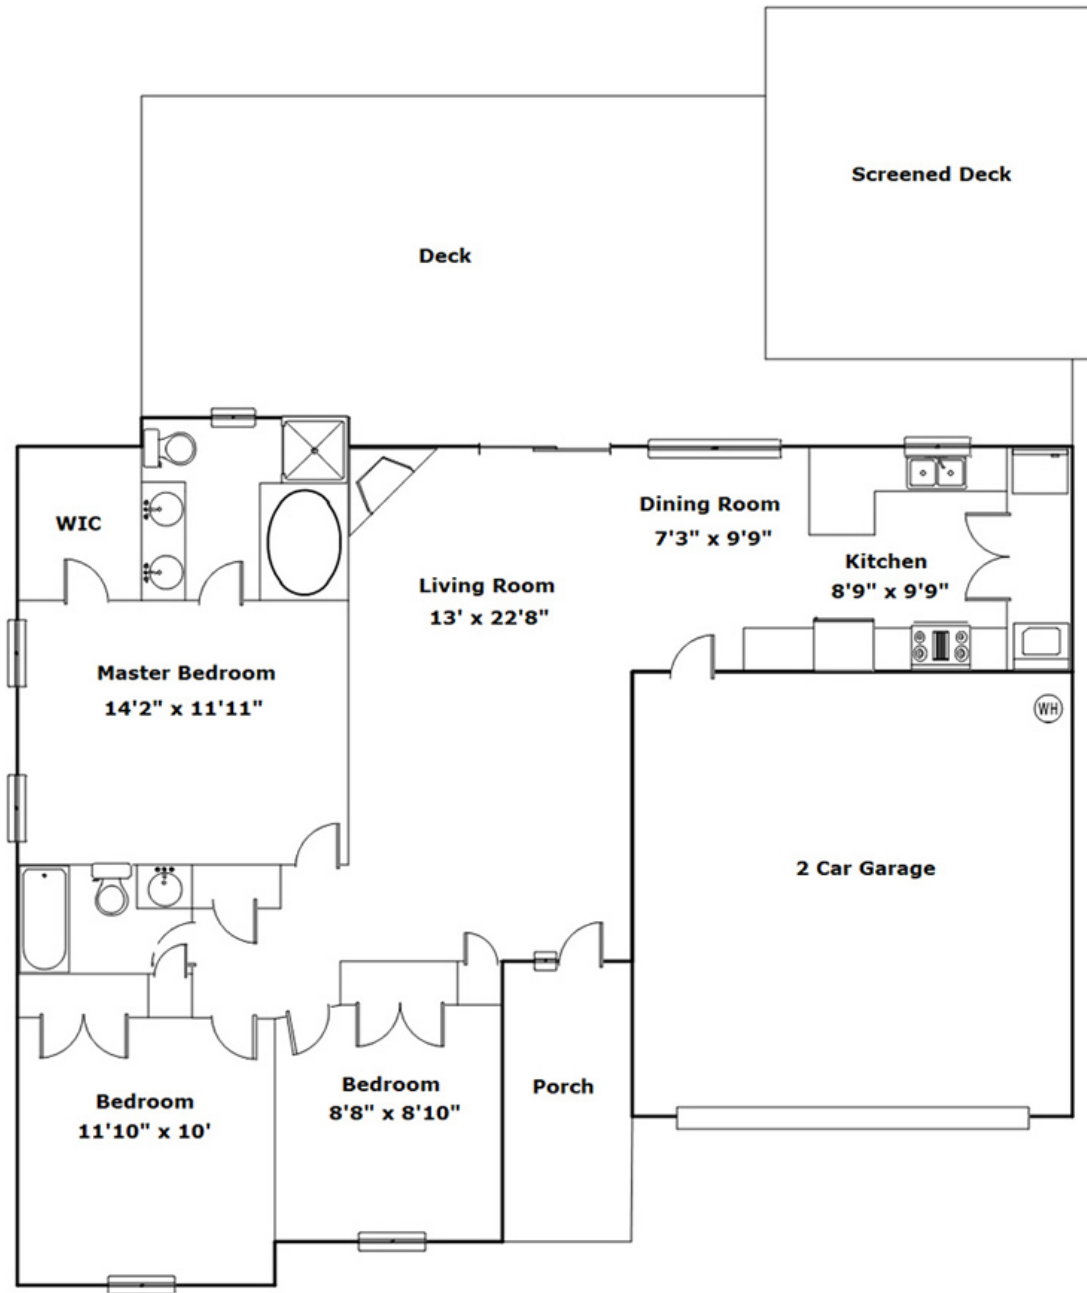 Screened Deck
Deck
Dining Room
7'3" x 9'9"
WIC
Kitchen
8'9" x 9'9"
Living Room
13' x 22'8"
Master Bedroom
14'2" x 11'11"
WH
2 Car Garage
Bedroom
8'8" x 8'10"
Porch
Bedroom
11'10" x 10'